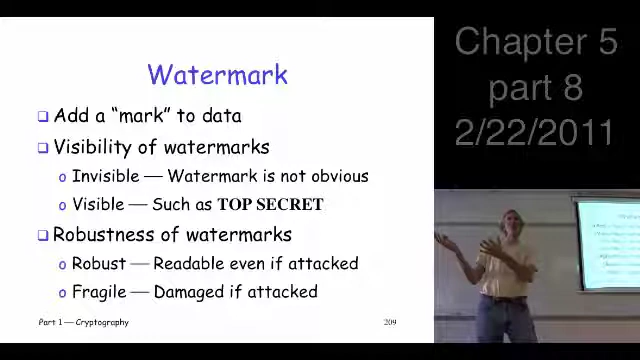 Watermark
❑ Add a “mark” to data
❑ Visibility of watermarks
o Invisible — Watermark is not obvious
o Visible — Such as TOP SECRET
❑ Robustness of watermarks
o Robust — Readable even if attacked
o Fragile — Damaged if attacked
Part 1 — Cryptography 209
Chapter 5
part 8
2/22/2011